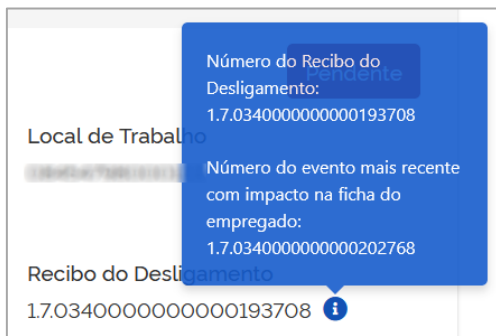 Número do Recibo do
Pendente
Desligamento:
1.7.0340000000000193708
Local de Trabalho
Número do evento mais recente
com impacto na ficha do
empregado:
1.7.0340000000000202768
Recibo do Desligamento
1.7.0340000000000193708